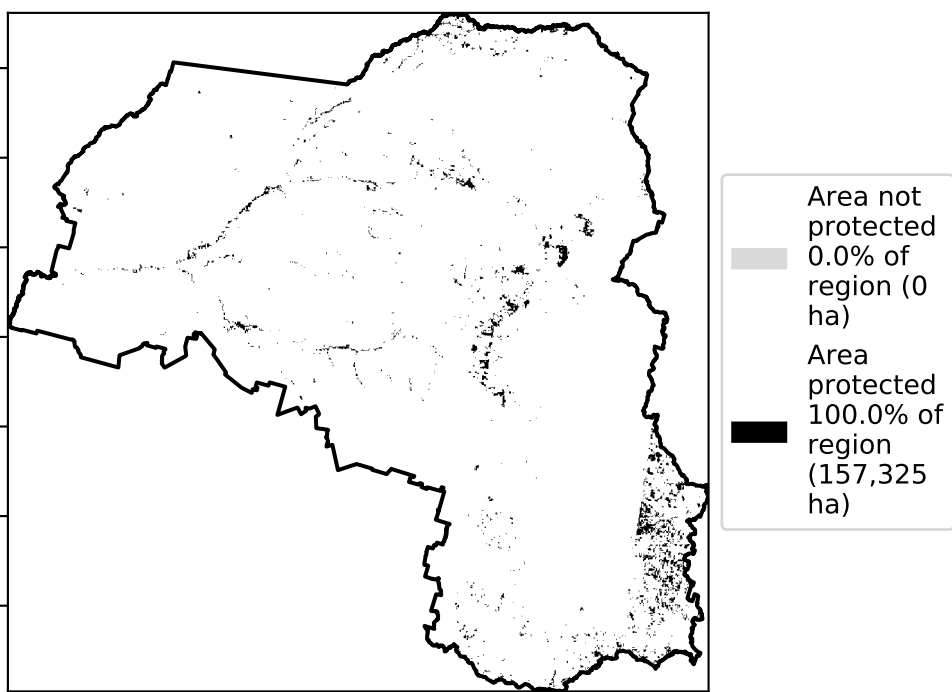 Area not
protected
0.0% of
region (0
ha)
Area
protected
100.0% of
region
(157,325
ha)